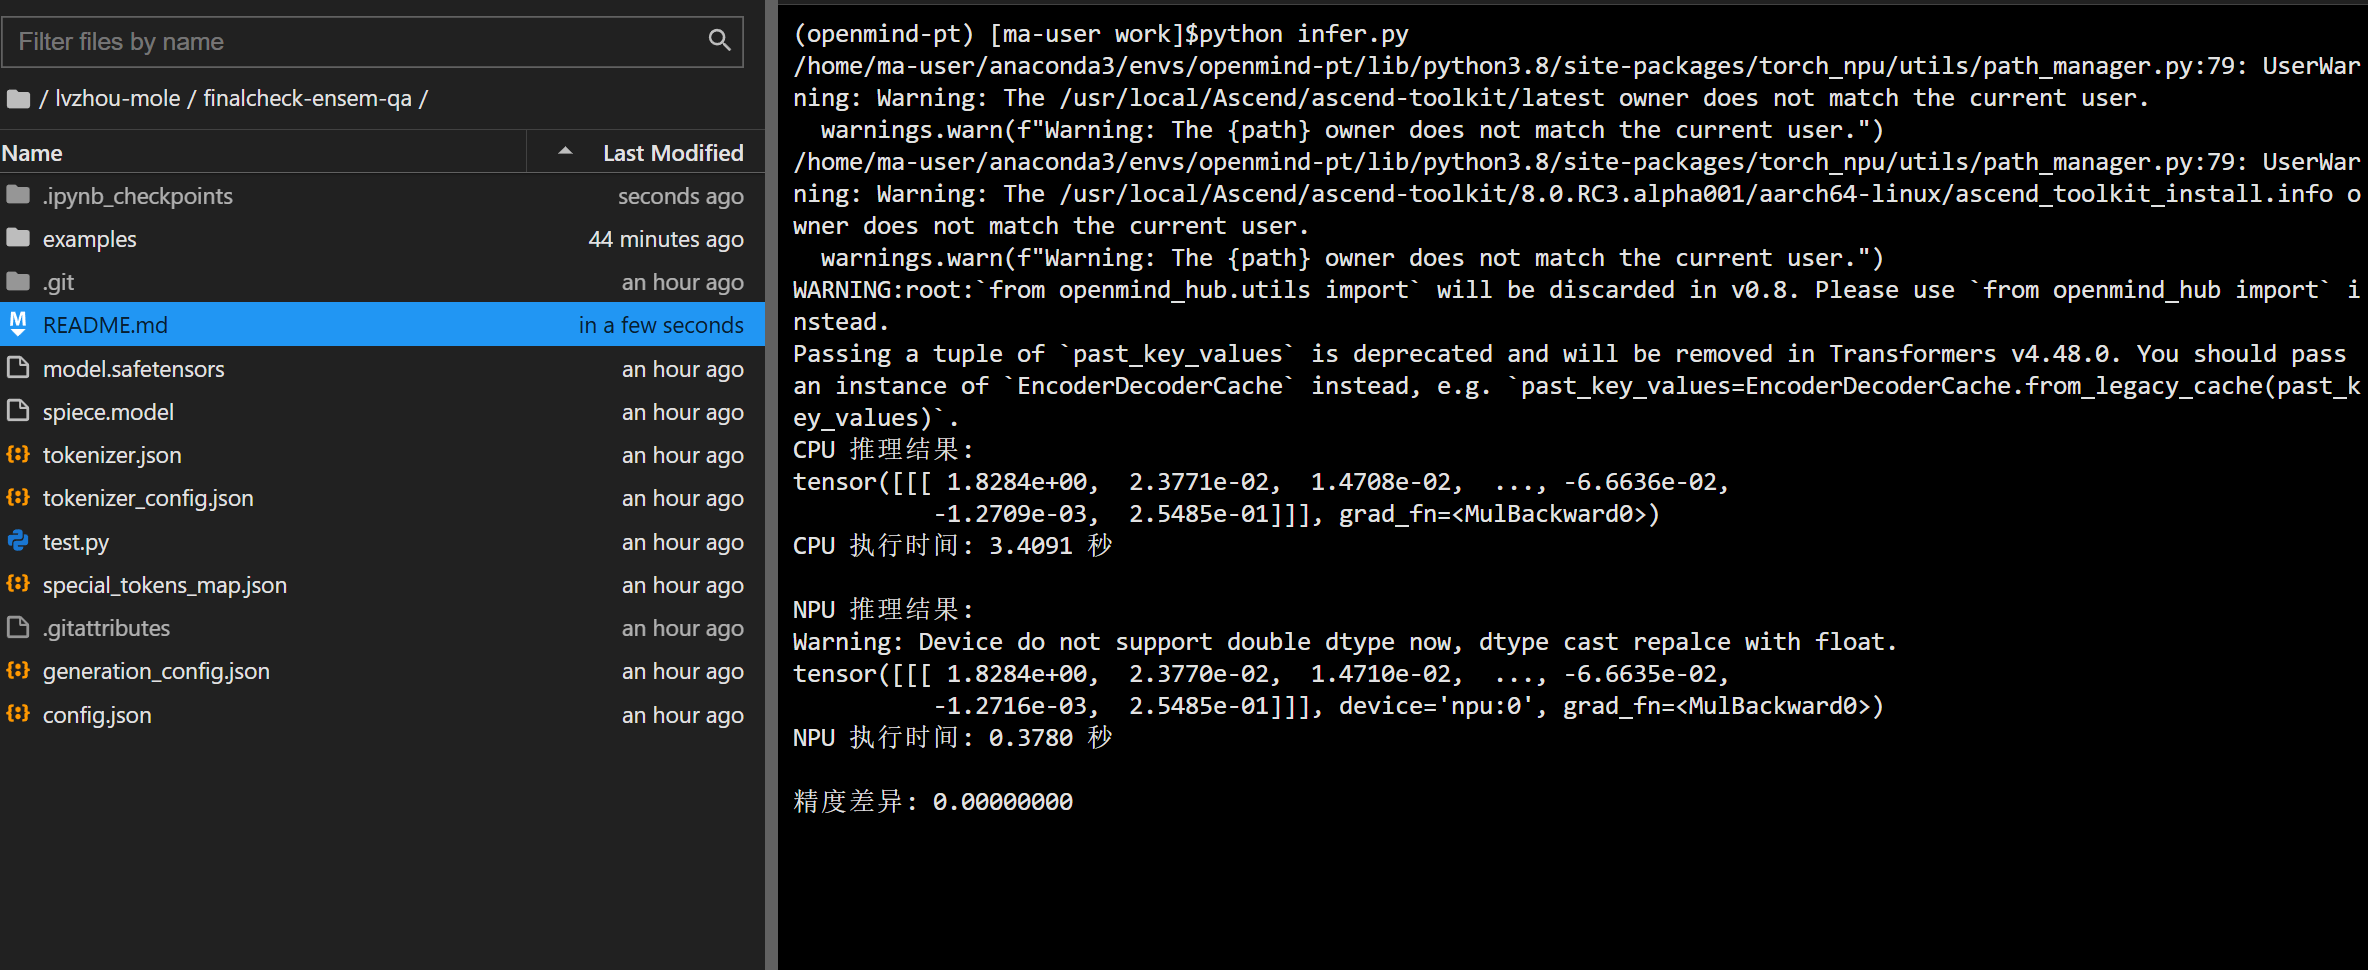 Filter files by name
/ lvzhou-mole / finalcheck-ensem-qa /
Name Last Modified
.ipynb_checkpoints seconds ago
examples 44 minutes ago
.git an hour ago
README.md in a few seconds
model.safetensors an hour ago
spiece.model an hour ago
tokenizer.json an hour ago
tokenizer_config.json an hour ago
test.py an hour ago
special_tokens_map.json an hour ago
.gitattributes an hour ago
generation_config.json an hour ago
config.json an hour ago
(openmind-pt) [ma-user work]$python infer.py
/home/ma-user/anaconda3/envs/openmind-pt/lib/python3.8/site-packages/torch_npu/utils/path_manager.py:79: UserWar
ning: Warning: The /usr/local/Ascend/ascend-toolkit/latest owner does not match the current user.
  warnings.warn(f"Warning: The {path} owner does not match the current user.")
/home/ma-user/anaconda3/envs/openmind-pt/lib/python3.8/site-packages/torch_npu/utils/path_manager.py:79: UserWar
ning: Warning: The /usr/local/Ascend/ascend-toolkit/8.0.RC3.alpha001/aarch64-linux/ascend_toolkit_install.info o
wner does not match the current user.
  warnings.warn(f"Warning: The {path} owner does not match the current user.")
WARNING:root:`from openmind_hub.utils import` will be discarded in v0.8. Please use `from openmind_hub import` i
nstead.
Passing a tuple of `past_key_values` is deprecated and will be removed in Transformers v4.48.0. You should pass
an instance of `EncoderDecoderCache` instead, e.g. `past_key_values=EncoderDecoderCache.from_legacy_cache(past_k
ey_values)`.
CPU 推理结果:
tensor([[[ 1.8284e+00,  2.3771e-02,  1.4708e-02,  ..., -6.6636e-02,
          -1.2709e-03,  2.5485e-01]]], grad_fn=<MulBackward0>)
CPU 执行时间: 3.4091 秒
NPU 推理结果:
Warning: Device do not support double dtype now, dtype cast repalce with float.
tensor([[[ 1.8284e+00,  2.3770e-02,  1.4710e-02,  ..., -6.6635e-02,
          -1.2716e-03,  2.5485e-01]]], device='npu:0', grad_fn=<MulBackward0>)
NPU 执行时间: 0.3780 秒
精度差异: 0.00000000